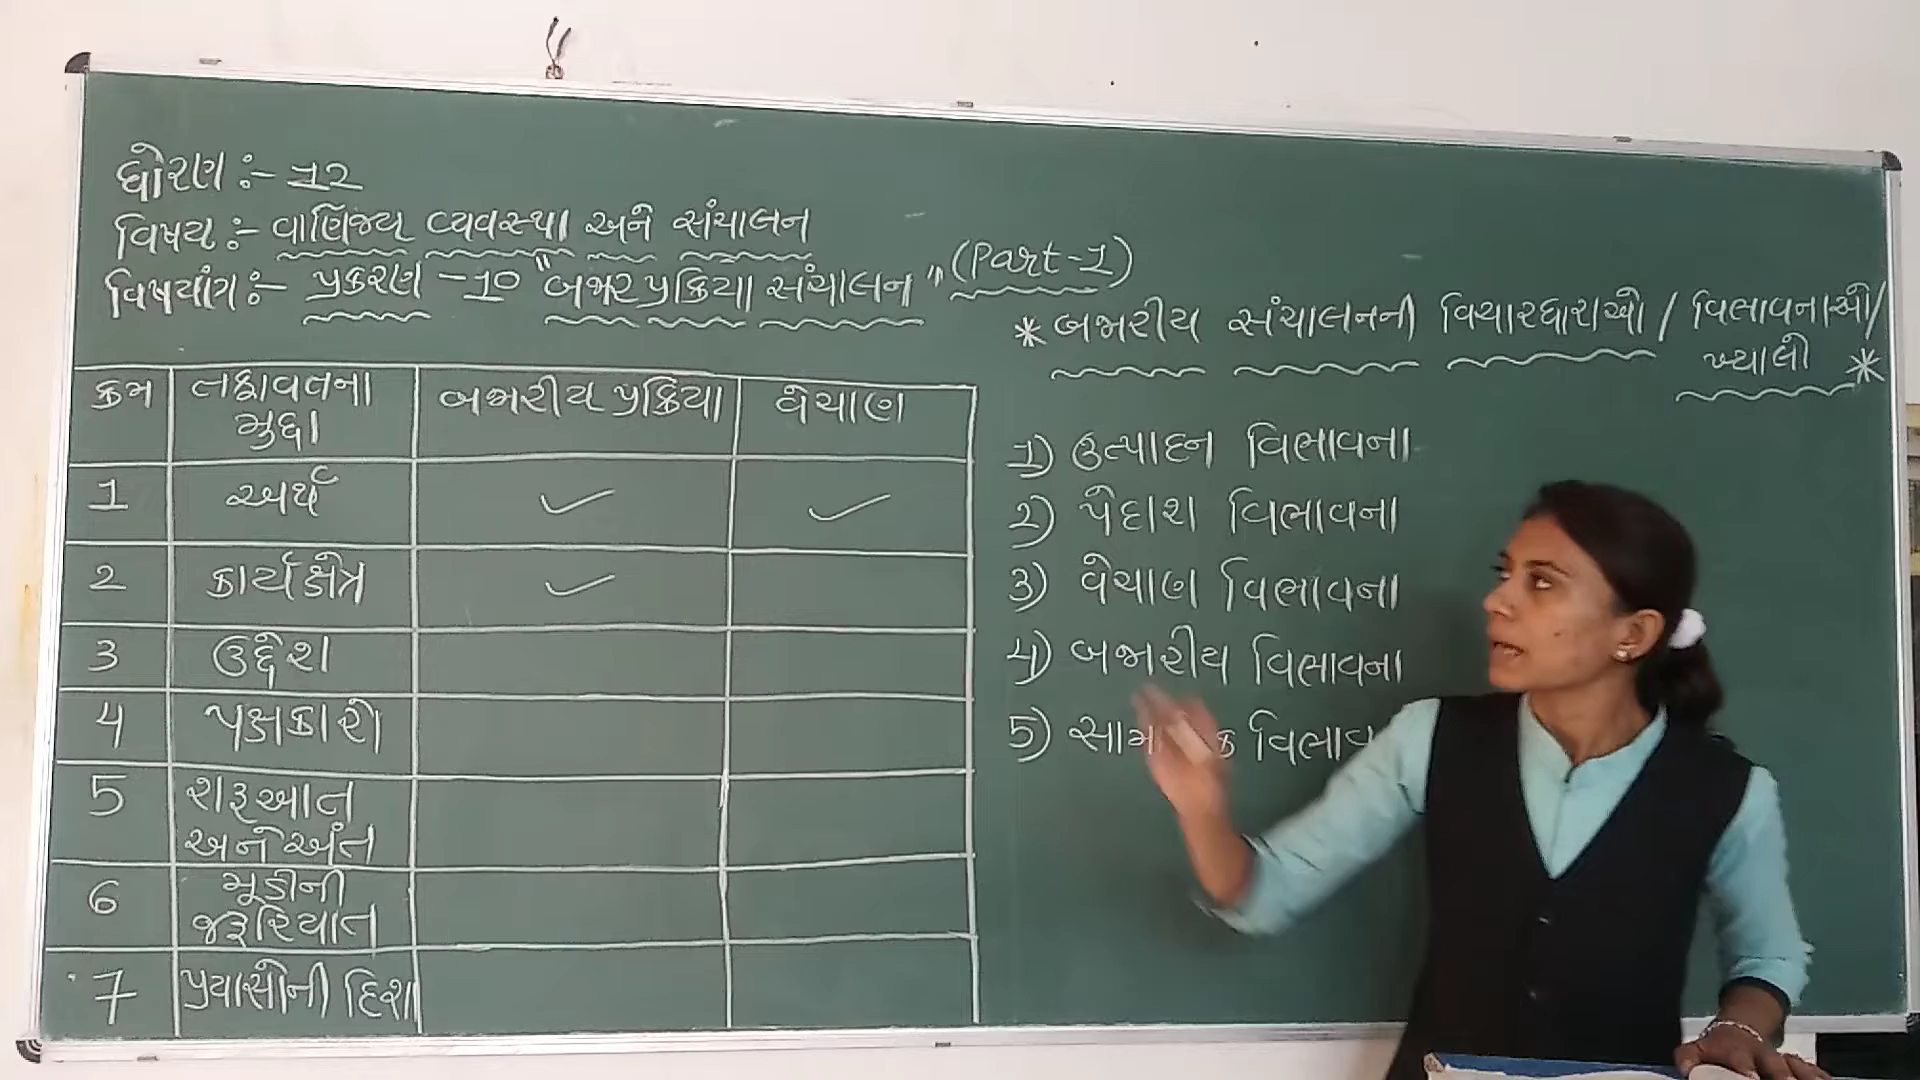 ધોરણ :- 12
વિષય :- વાણિજ્ય વ્યવસ્થા અને સંચાલન
વિષયાંગ :- પ્રકરણ - 10 "બજાર પ્રક્રિયા સંચાલન" (Part-1)
ક્રમ તફાવતના મુદ્દા બજારીય પ્રક્રિયા વેચાણ
1 અર્થ ✓ ✓
2 કાર્યક્ષેત્ર ✓
3 ઉદ્દેશ
4 પક્ષકારો
5 શરૂઆત અને અંત
6 મૂડીની જરૂરિયાત
7 પ્રયાસોની દિશા
* બજારીય સંચાલનની વિચારધારાઓ / વિભાવનાઓ /
ખ્યાલો *
1) ઉત્પાદન વિભાવના
2) પેદાશ વિભાવના
3) વેચાણ વિભાવના
4) બજારીય વિભાવના
5)